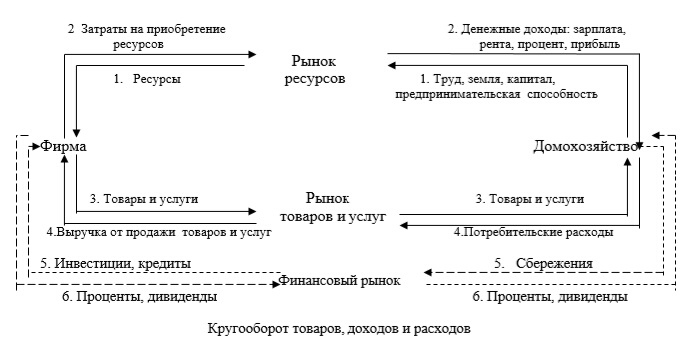 2 Затраты на приобретение
ресурсов
2. Денежные доходы: зарплата,
рента, процент, прибыль
Рынок
ресурсов
1. Ресурсы
1. Труд, земля, капитал,
предпринимательская способность
Фирма
Домохозяйство
3. Товары и услуги
Рынок
товаров и услуг
3. Товары и услуги
4.Выручка от продажи товаров и услуг
4.Потребительские расходы
5. Инвестиции, кредиты
Финансовый рынок
5. Сбережения
6. Проценты, дивиденды
6. Проценты, дивиденды
Кругооборот товаров, доходов и расходов